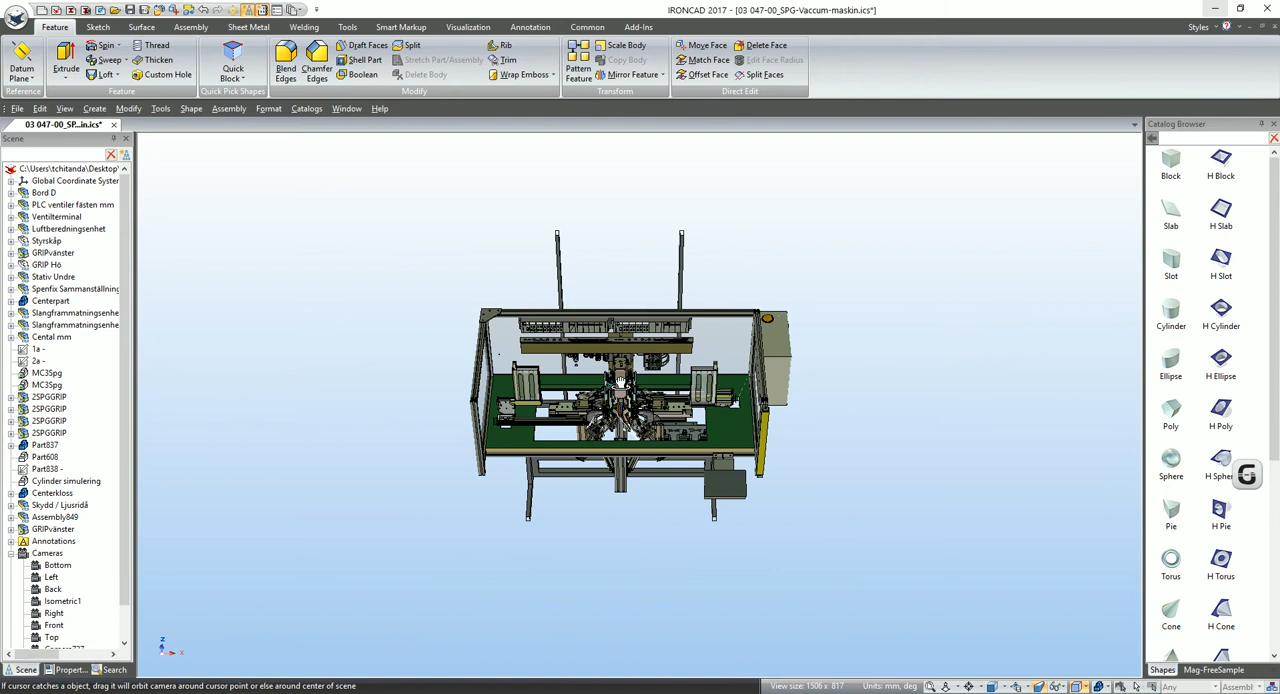 IRONCAD 2017 - [03 047-00_SPG-Vaccum-maskin.ics*]
Feature Sketch Surface Assembly Sheet Metal Welding Tools Smart Markup Visualization Annotation Common Add-Ins Styles
Datum Plane Extrude Spin Sweep Loft Thread Thicken Custom Hole Quick Block Blend Edges Chamfer Edges Draft Faces Shell Part Boolean Split Stretch Part/Assembly Delete Body Rib Trim Wrap Emboss Pattern Feature Scale Body Copy Body Mirror Feature Move Face Match Face Offset Face Delete Face Edit Face Radius Split Faces
Reference Feature Quick Pick Shapes Modify Transform Direct Edit
File Edit View Create Modify Tools Shape Assembly Format Catalogs Window Help
03 047-00_SP...in.ics*
Scene
C:\Users\tchitanda\Desktop\
Global Coordinate System
Bord D
PLC ventiler fästen mm
Ventilterminal
Luftberedningsenhet
Styrskåp
GRIPvänster
GRIP Hö
Stativ Undre
Spenfix Sammanställning
Centerpart
Slangframmatningsenhe
Slangframmatningsenhe
Cental mm
1a -
2a -
MC3Spg
MC3Spg
2SPGGRIP
2SPGGRIP
2SPGGRIP
2SPGGRIP
Part837
Part608
Part838 -
Cylinder simulering
Centerkloss
Skydd / Ljusridå
Assembly849
GRIPvänster
Annotations
Cameras
Bottom
Left
Back
Isometric1
Right
Front
Top
Scene Propert... Search
z
x
Catalog Browser
Block H Block
Slab H Slab
Slot H Slot
Cylinder H Cylinder
Ellipse H Ellipse
Poly H Poly
Sphere H Sphe
Pie H Pie
Torus H Torus
Cone H Cone
Shapes Mag-FreeSample
If cursor catches a object, drag it will orbit camera around cursor point or else around center of scene
View size: 1506 x 817 Units: mm, deg Any Assembl